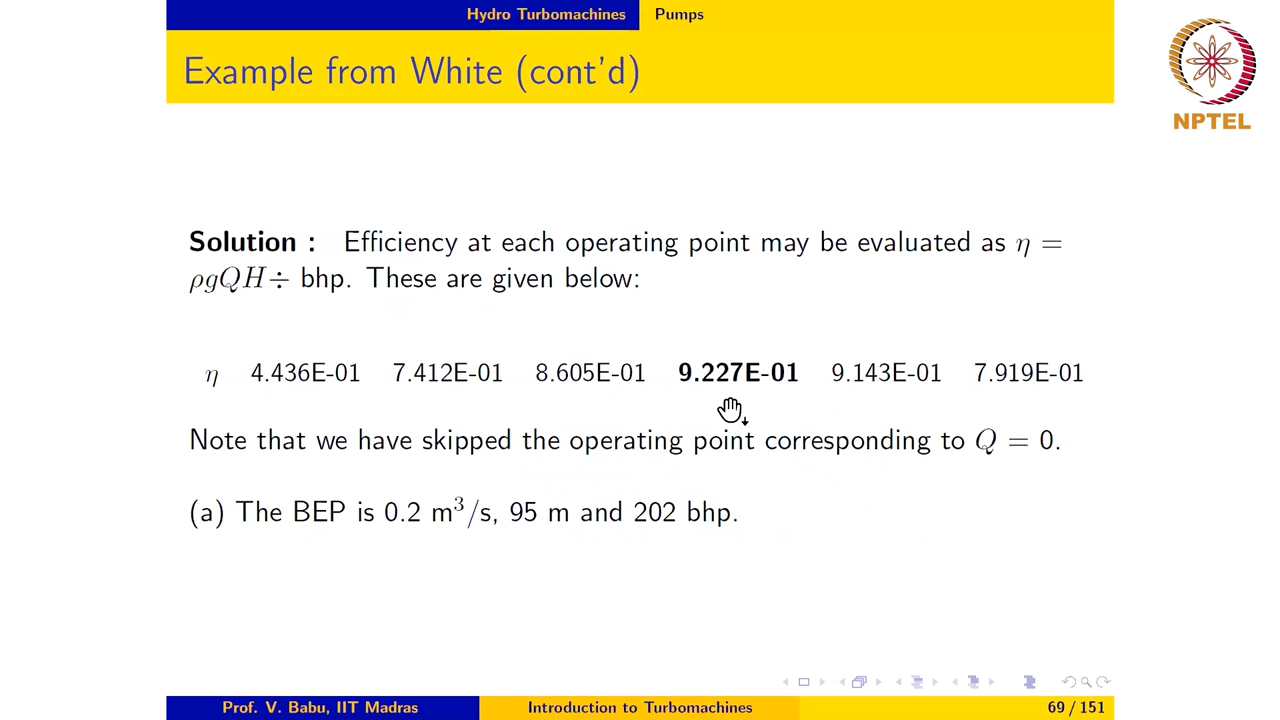 Hydro Turbomachines Pumps
Example from White (cont'd)
NPTEL
Solution : Efficiency at each operating point may be evaluated as η =
ρgQH÷ bhp. These are given below:
η 4.436E-01 7.412E-01 8.605E-01 9.227E-01 9.143E-01 7.919E-01
Note that we have skipped the operating point corresponding to Q = 0.
(a) The BEP is 0.2 m³/s, 95 m and 202 bhp.
Prof. V. Babu, IIT Madras Introduction to Turbomachines 69 / 151